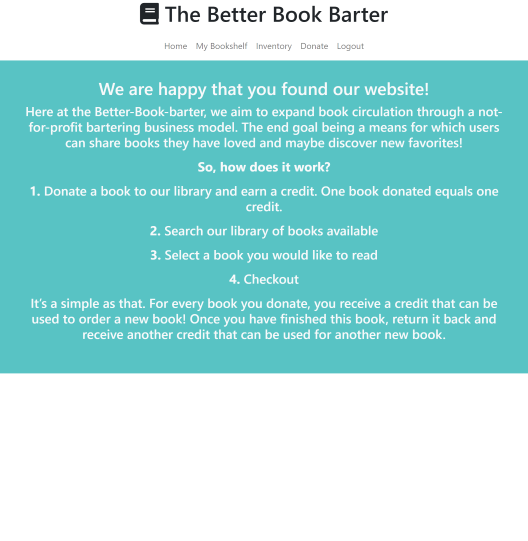 The Better Book Barter
Home My Bookshelf Inventory Donate Logout
We are happy that you found our website!
Here at the Better-Book-barter, we aim to expand book circulation through a not-
for-profit bartering business model. The end goal being a means for which users
can share books they have loved and maybe discover new favorites!
So, how does it work?
1. Donate a book to our library and earn a credit. One book donated equals one
credit.
2. Search our library of books available
3. Select a book you would like to read
4. Checkout
It's a simple as that. For every book you donate, you receive a credit that can be
used to order a new book! Once you have finished this book, return it back and
receive another credit that can be used for another new book.